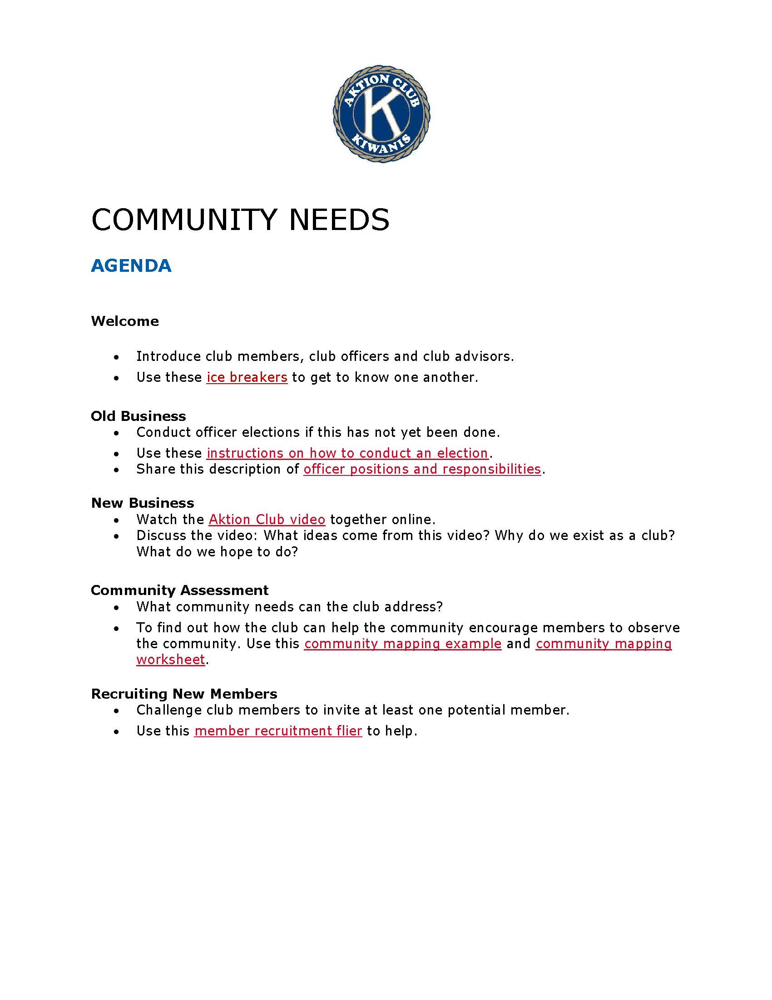 AKTION CLUB
K
KIWANIS
COMMUNITY NEEDS
AGENDA
Welcome
• Introduce club members, club officers and club advisors.
• Use these ice breakers to get to know one another.
Old Business
• Conduct officer elections if this has not yet been done.
• Use these instructions on how to conduct an election.
• Share this description of officer positions and responsibilities.
New Business
• Watch the Aktion Club video together online.
• Discuss the video: What ideas come from this video? Why do we exist as a club?
What do we hope to do?
Community Assessment
• What community needs can the club address?
• To find out how the club can help the community encourage members to observe
the community. Use this community mapping example and community mapping
worksheet.
Recruiting New Members
• Challenge club members to invite at least one potential member.
• Use this member recruitment flier to help.